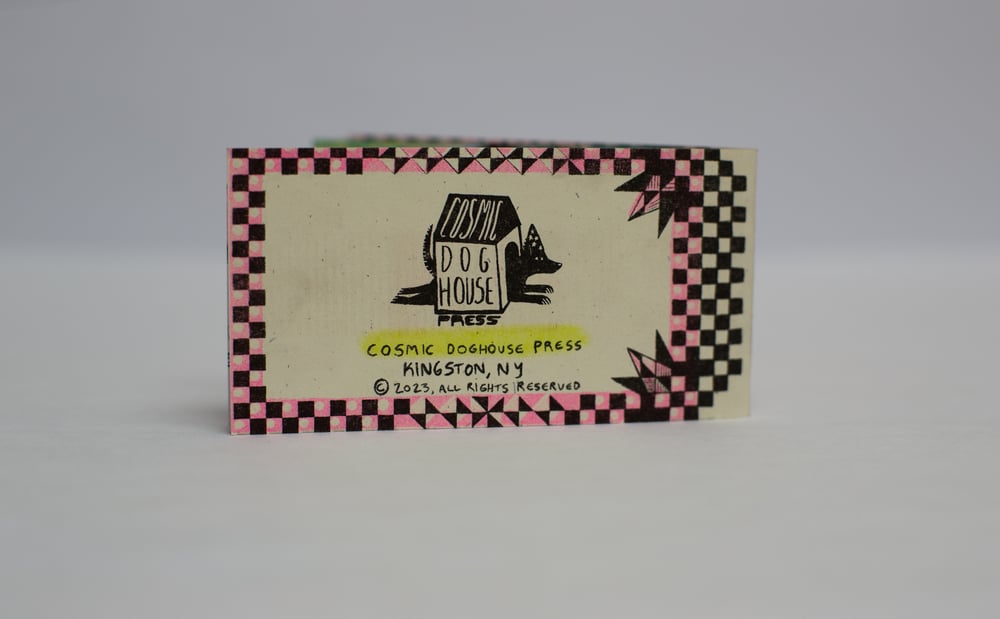 COSMIC
DOG
HOUSE
PRESS
COSMIC DOGHOUSE PRESS
KINGSTON, NY
© 2023, ALL RIGHTS RESERVED